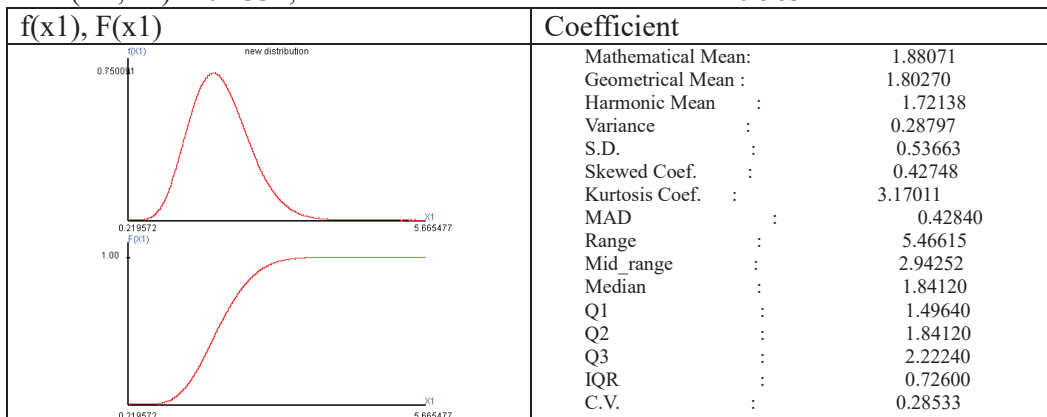 f(x1), F(x1)
Coefficient
f(X1)
new distribution
X1
0.219572
5.665477
F(X1)
1.00
X1
0.219572
5.665477
Mathematical Mean: 1.88071
Geometrical Mean : 1.80270
Harmonic Mean : 1.72138
Variance : 0.28797
S.D. : 0.53663
Skewed Coef. : 0.42748
Kurtosis Coef. : 3.17011
MAD : 0.42840
Range : 5.46615
Mid_range : 2.94252
Median : 1.84120
Q1 : 1.49640
Q2 : 1.84120
Q3 : 2.22240
IQR : 0.72600
C.V. : 0.28533